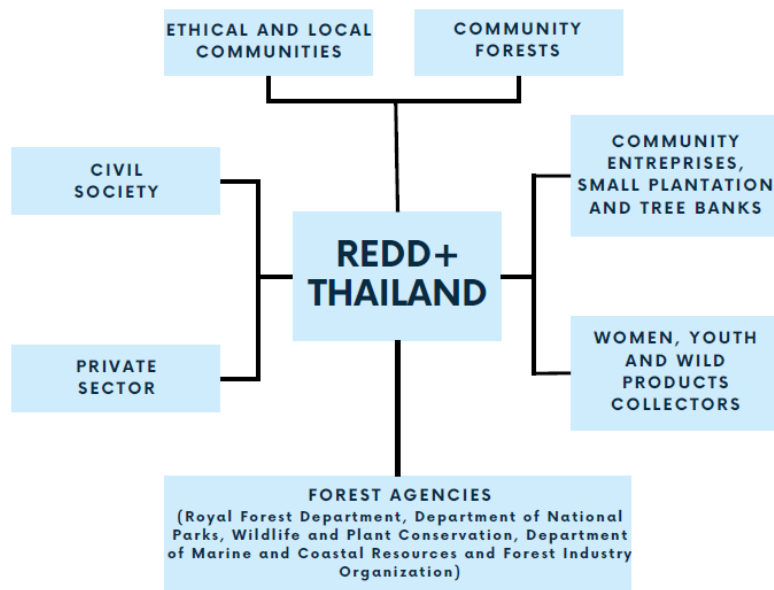 ETHICAL AND LOCAL
COMMUNITIES
COMMUNITY
FORESTS
CIVIL
SOCIETY
COMMUNITY
ENTREPRISES,
SMALL PLANTATION
AND TREE BANKS
REDD+
THAILAND
PRIVATE
SECTOR
WOMEN, YOUTH
AND WILD
PRODUCTS
COLLECTORS
FOREST AGENCIES
(Royal Forest Department, Department of National
Parks, Wildlife and Plant Conservation, Department
of Marine and Coastal Resources and Forest Industry
Organization)